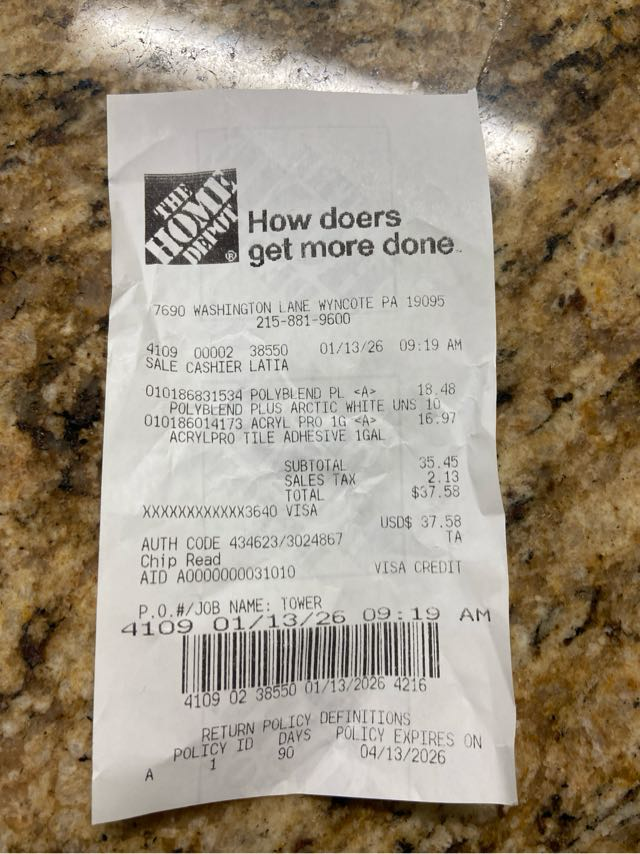 THE
HOME
DEPOT®
How doers
get more done™
7690 WASHINGTON LANE WYNCOTE PA 19095
215-881-9600
4109 00002 38550 01/13/26 09:19 AM
SALE CASHIER LATIA
010186831534 POLYBLEND PL <A> 18.48
POLYBLEND PLUS ARCTIC WHITE UNS 10
010186014173 ACRYL PRO 1G <A> 16.97
ACRYLPRO TILE ADHESIVE 1GAL
SUBTOTAL 35.45
SALES TAX 2.13
TOTAL $37.58
XXXXXXXXXXXX3640 VISA
USD$ 37.58
AUTH CODE 434623/3024867 TA
Chip Read
AID A0000000031010 VISA CREDIT
P.O.#/JOB NAME: TOWER
4109 01/13/26 09:19 AM
4109 02 38550 01/13/2026 4216
RETURN POLICY DEFINITIONS
POLICY ID DAYS POLICY EXPIRES ON
A 1 90 04/13/2026